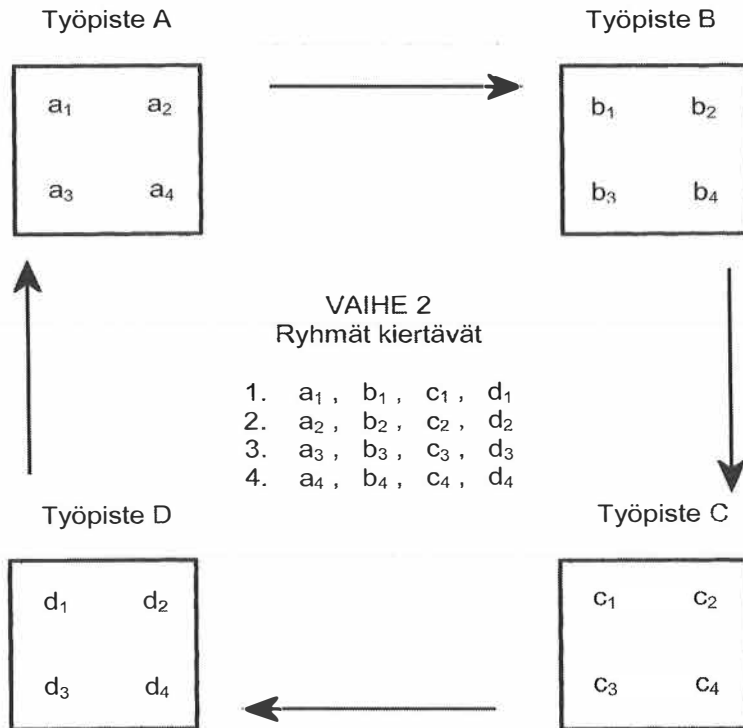 Työpiste A
Työpiste B
a₁ a₂
a₃ a₄
b₁ b₂
b₃ b₄
VAIHE 2
Ryhmät kiertävät
1. a₁ , b₁ , c₁ , d₁
2. a₂ , b₂ , c₂ , d₂
3. a₃ , b₃ , c₃ , d₃
4. a₄ , b₄ , c₄ , d₄
Työpiste D
Työpiste C
d₁ d₂
d₃ d₄
c₁ c₂
c₃ c₄